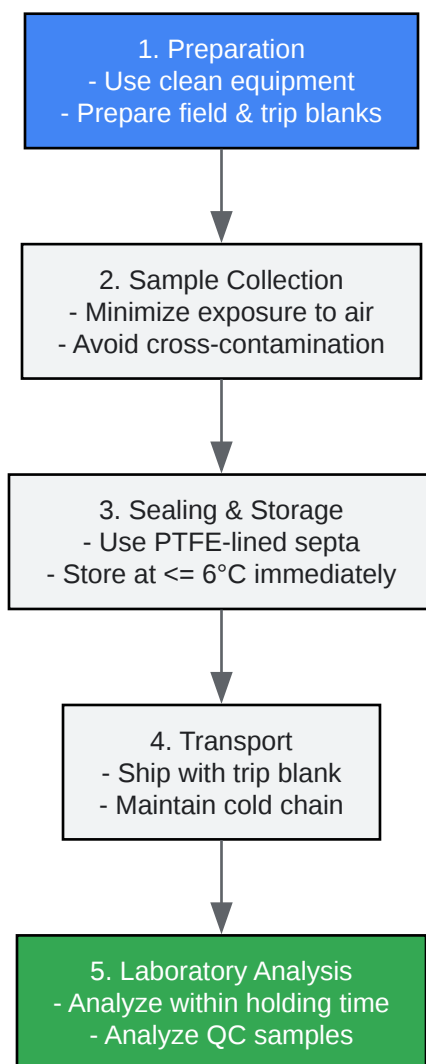 1. Preparation
- Use clean equipment
- Prepare field & trip blanks
2. Sample Collection
- Minimize exposure to air
- Avoid cross-contamination
3. Sealing & Storage
- Use PTFE-lined septa
- Store at <= 6°C immediately
4. Transport
- Ship with trip blank
- Maintain cold chain
5. Laboratory Analysis
- Analyze within holding time
- Analyze QC samples